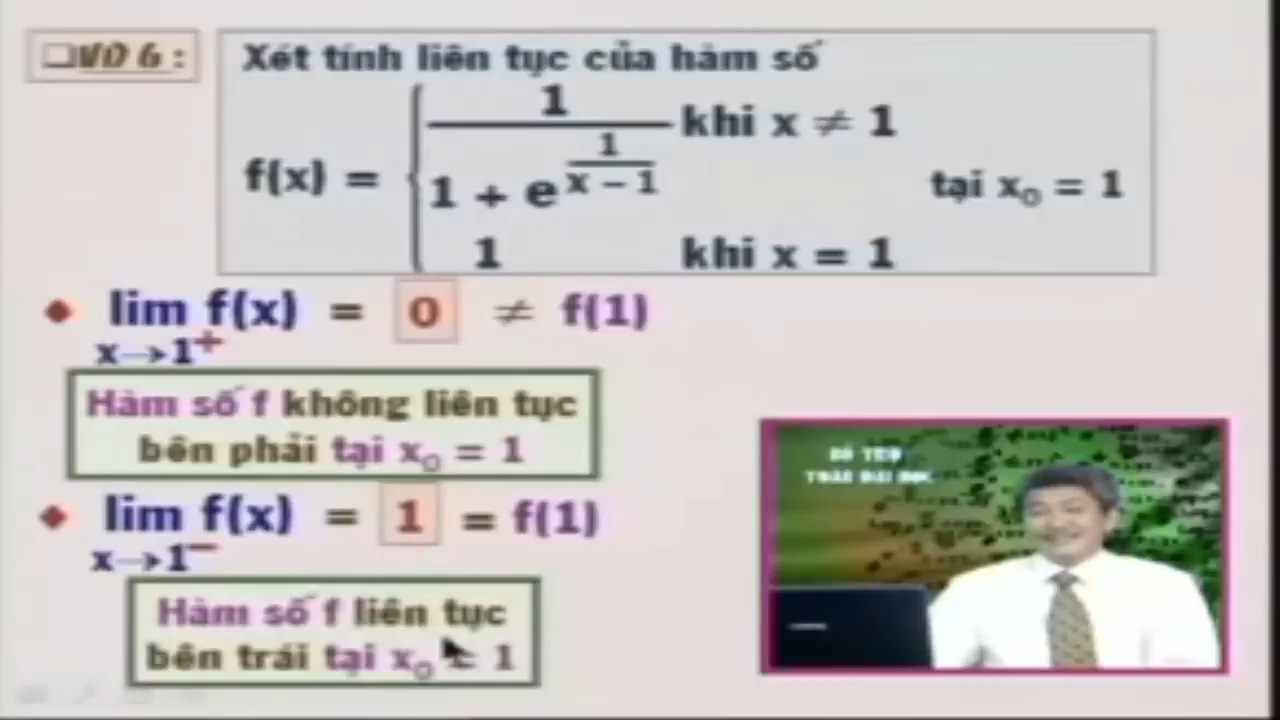 ❑VD 6 :
Xét tính liên tục của hàm số
f(x) = { 1 / (1 + e^(1/(x − 1))) khi x ≠ 1
1 khi x = 1
tại x₀ = 1
♦ lim f(x) = 0 ≠ f(1)
x→1⁺
Hàm số f không liên tục
bên phải tại x₀ = 1
♦ lim f(x) = 1 = f(1)
x→1⁻
Hàm số f liên tục
bên trái tại x₀ = 1